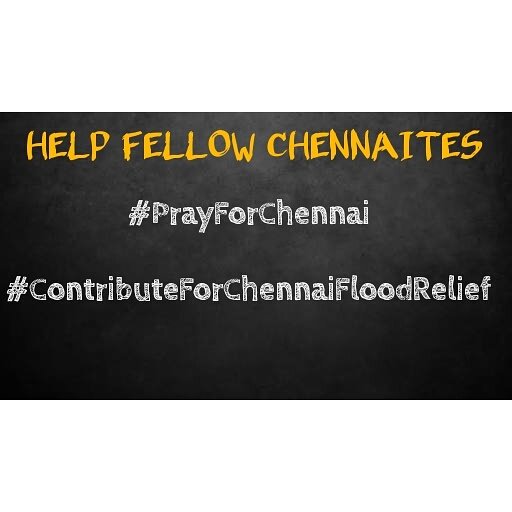 HELP FELLOW CHENNAITES
#PrayForChennai
#ContributeForChennaiFloodRelief